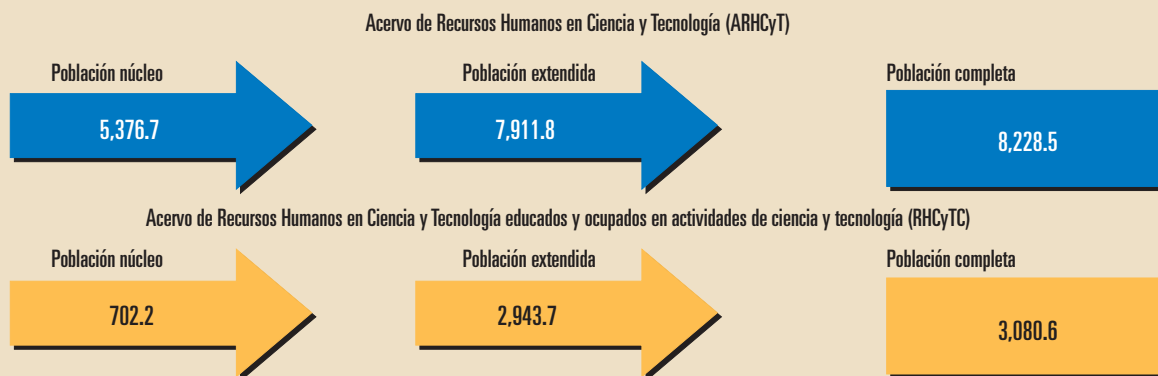 Acervo de Recursos Humanos en Ciencia y Tecnología (ARHCyT)
Población núcleo
Población extendida
Población completa
5,376.7
7,911.8
8,228.5
Acervo de Recursos Humanos en Ciencia y Tecnología educados y ocupados en actividades de ciencia y tecnología (RHCyTC)
Población núcleo
Población extendida
Población completa
702.2
2,943.7
3,080.6